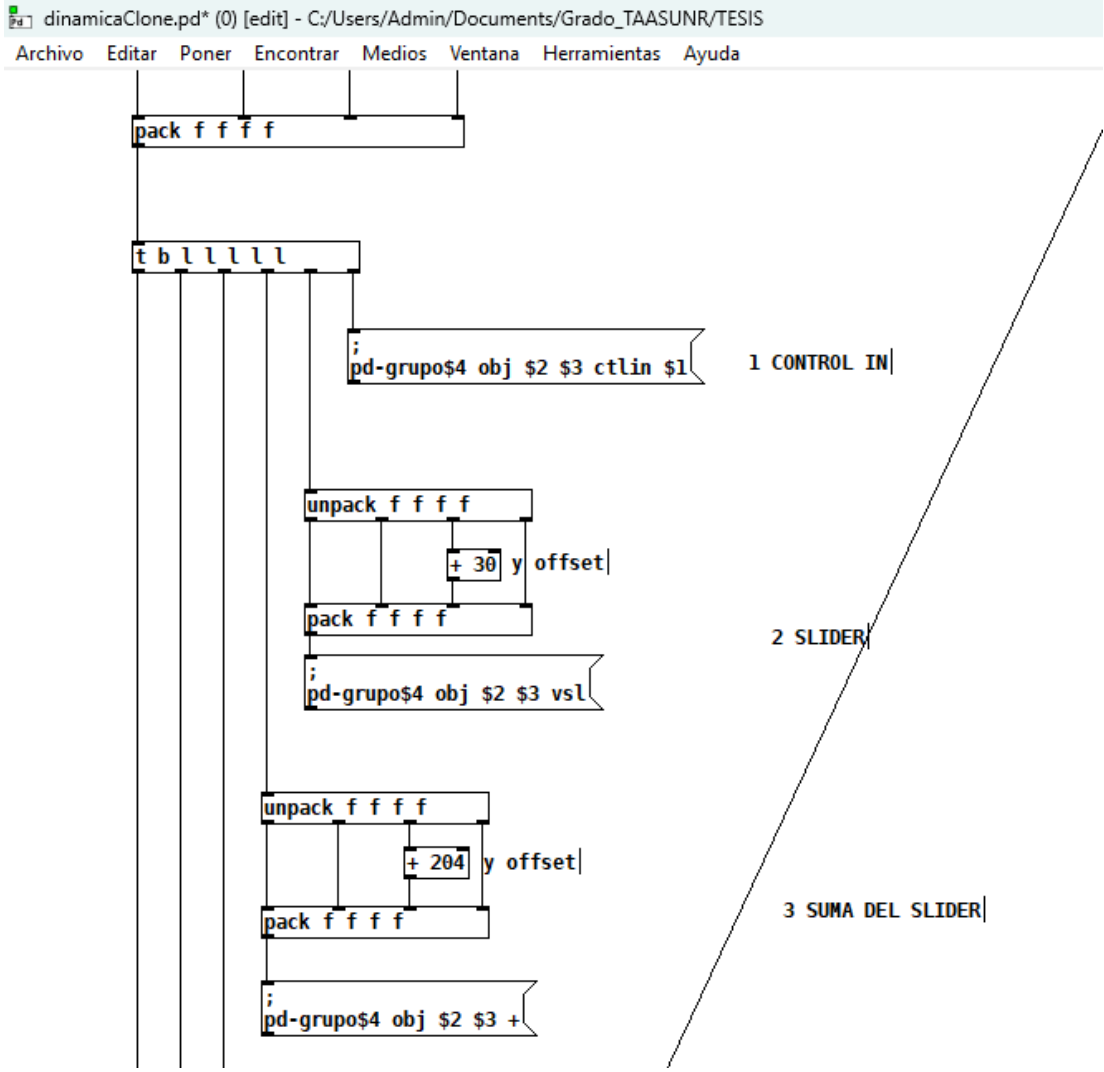 dinamicaClone.pd* (0) [edit] - C:/Users/Admin/Documents/Grado_TAASUNR/TESIS
Archivo Editar Poner Encontrar Medios Ventana Herramientas Ayuda
pack f f f f
t b l l l l l
;
pd-grupo$4 obj $2 $3 ctlin $1
1 CONTROL IN
unpack f f f f
+ 30
y offset
pack f f f f
2 SLIDER
;
pd-grupo$4 obj $2 $3 vsl
unpack f f f f
+ 204
y offset
pack f f f f
3 SUMA DEL SLIDER
;
pd-grupo$4 obj $2 $3 +